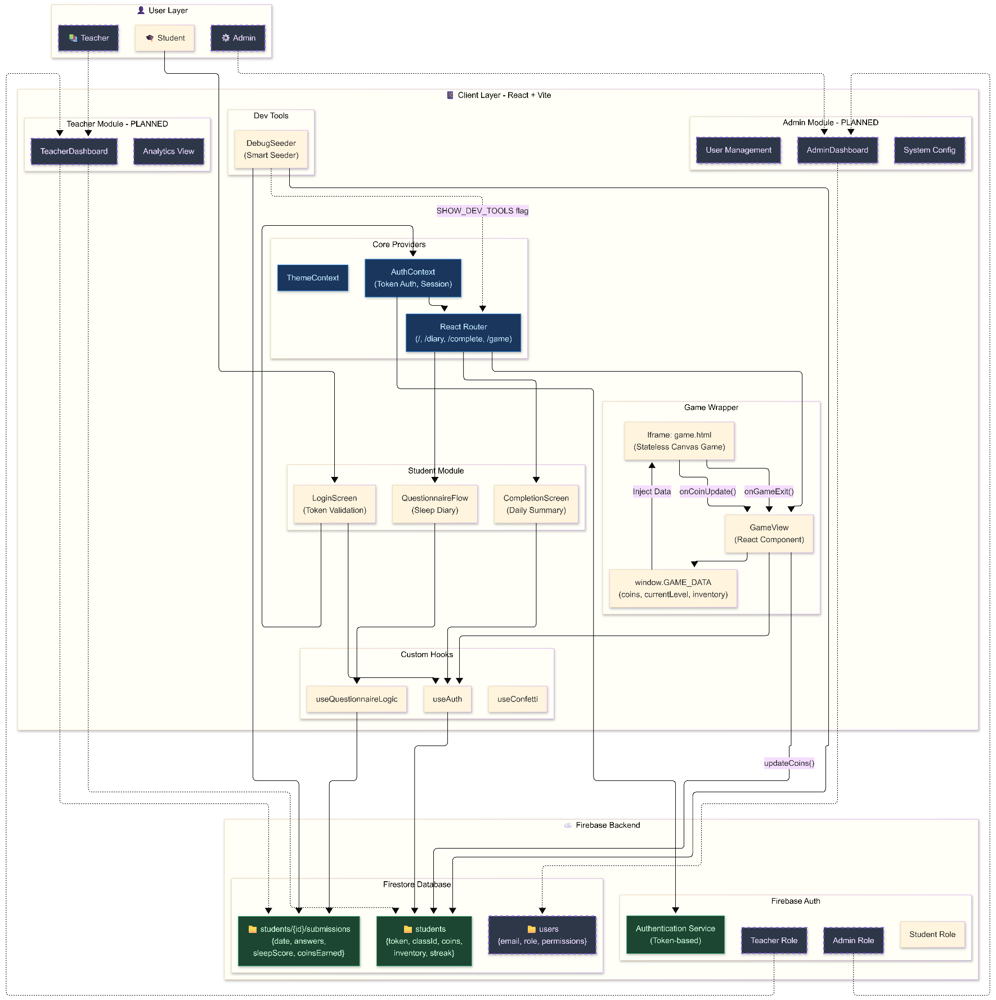 User Layer
Teacher
Student
Admin
Client Layer - React + Vite
Teacher Module - PLANNED
TeacherDashboard
Analytics View
Dev Tools
DebugSeeder
(Smart Seeder)
Admin Module - PLANNED
User Management
AdminDashboard
System Config
SHOW_DEV_TOOLS flag
Core Providers
ThemeContext
AuthContext
(Token Auth, Session)
React Router
(/, /diary, /complete, /game)
Game Wrapper
Iframe: game.html
(Stateless Canvas Game)
Inject Data
onCoinUpdate()
onGameExit()
GameView
(React Component)
window.GAME_DATA
(coins, currentLevel, inventory)
Student Module
LoginScreen
(Token Validation)
QuestionnaireFlow
(Sleep Diary)
CompletionScreen
(Daily Summary)
Custom Hooks
useQuestionnaireLogic
useAuth
useConfetti
updateCoins()
Firebase Backend
Firestore Database
students/{id}/submissions
{date, answers,
sleepScore, coinsEarned}
students
{token, classId, coins,
inventory, streak}
users
{email, role, permissions}
Firebase Auth
Authentication Service
(Token-based)
Teacher Role
Admin Role
Student Role